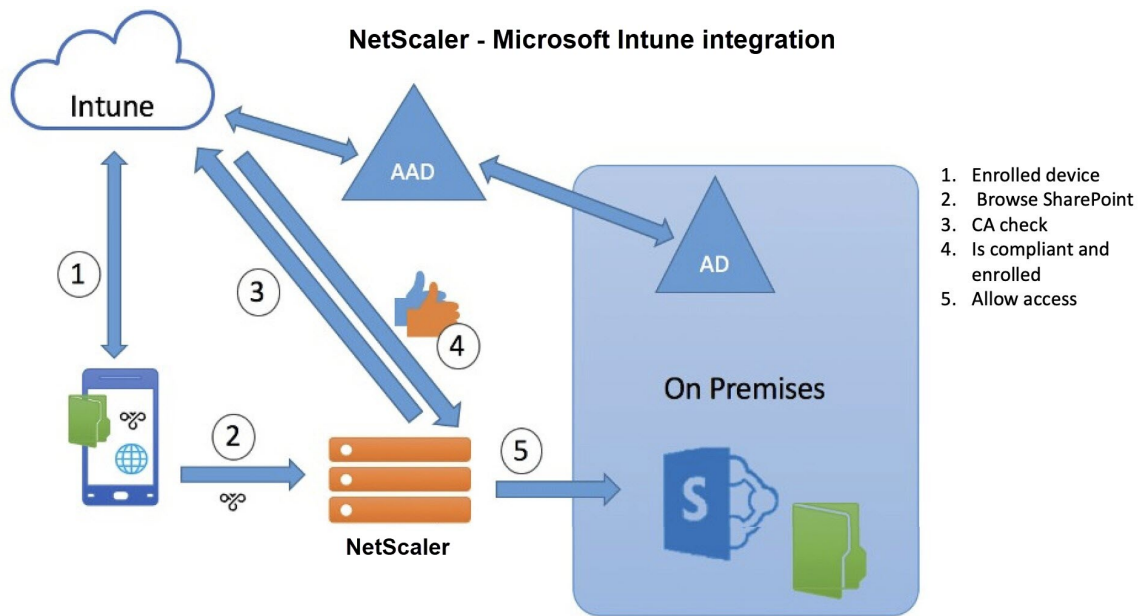 NetScaler - Microsoft Intune integration
Intune
AAD
AD
1
3
4
2
5
On Premises
S
NetScaler
1. Enrolled device
2. Browse SharePoint
3. CA check
4. Is compliant and
enrolled
5. Allow access